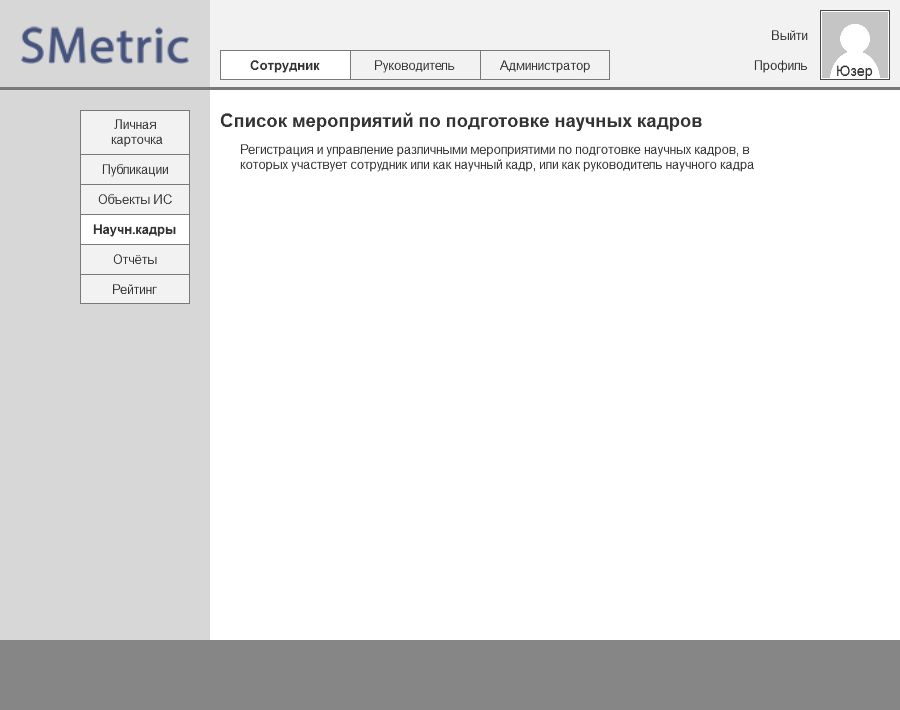 SMetric
Выйти
Профиль
Юзер
Сотрудник
Руководитель
Администратор
Личная
карточка
Публикации
Объекты ИС
Научн.кадры
Отчёты
Рейтинг
Список мероприятий по подготовке научных кадров
Регистрация и управление различными мероприятими по подготовке научных кадров, в
которых участвует сотрудник или как научный кадр, или как руководитель научного кадра